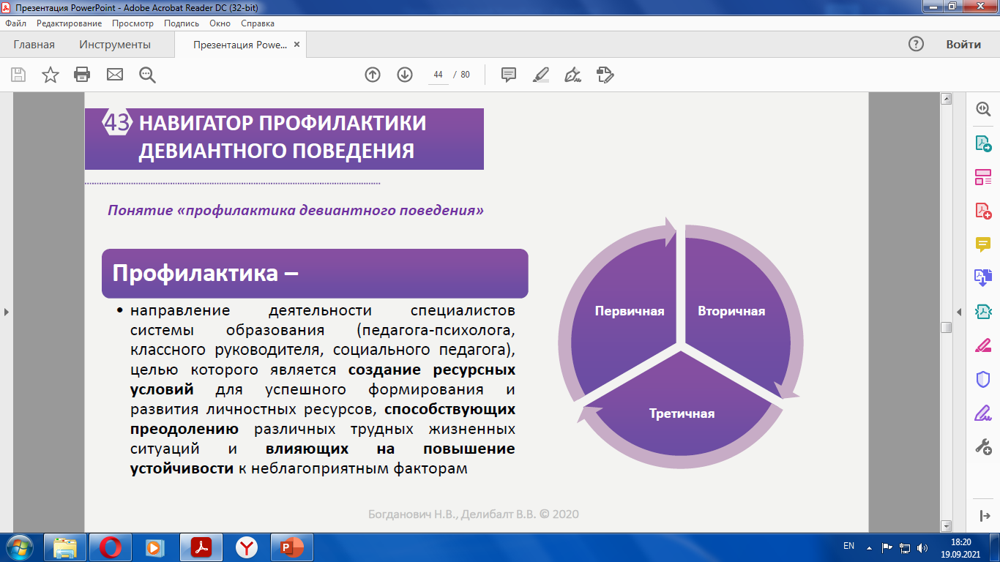 Презентация PowerPoint - Adobe Acrobat Reader DC (32-bit)
Файл Редактирование Просмотр Подпись Окно Справка
Главная Инструменты Презентация Powe... × Войти
44 / 80
43 НАВИГАТОР ПРОФИЛАКТИКИ
ДЕВИАНТНОГО ПОВЕДЕНИЯ
Понятие «профилактика девиантного поведения»
Профилактика –
• направление деятельности специалистов
системы образования (педагога-психолога,
классного руководителя, социального педагога),
целью которого является создание ресурсных
условий для успешного формирования и
развития личностных ресурсов, способствующих
преодолению различных трудных жизненных
ситуаций и влияющих на повышение
устойчивости к неблагоприятным факторам
Первичная
Вторичная
Третичная
Богданович Н.В., Делибалт В.В. © 2020
EN
18:20
19.09.2021